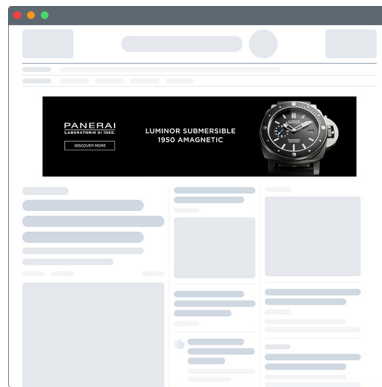 PANERAI
LABORATORIO DI IDEE.
DISCOVER MORE
LUMINOR SUBMERSIBLE
1950 AMAGNETIC